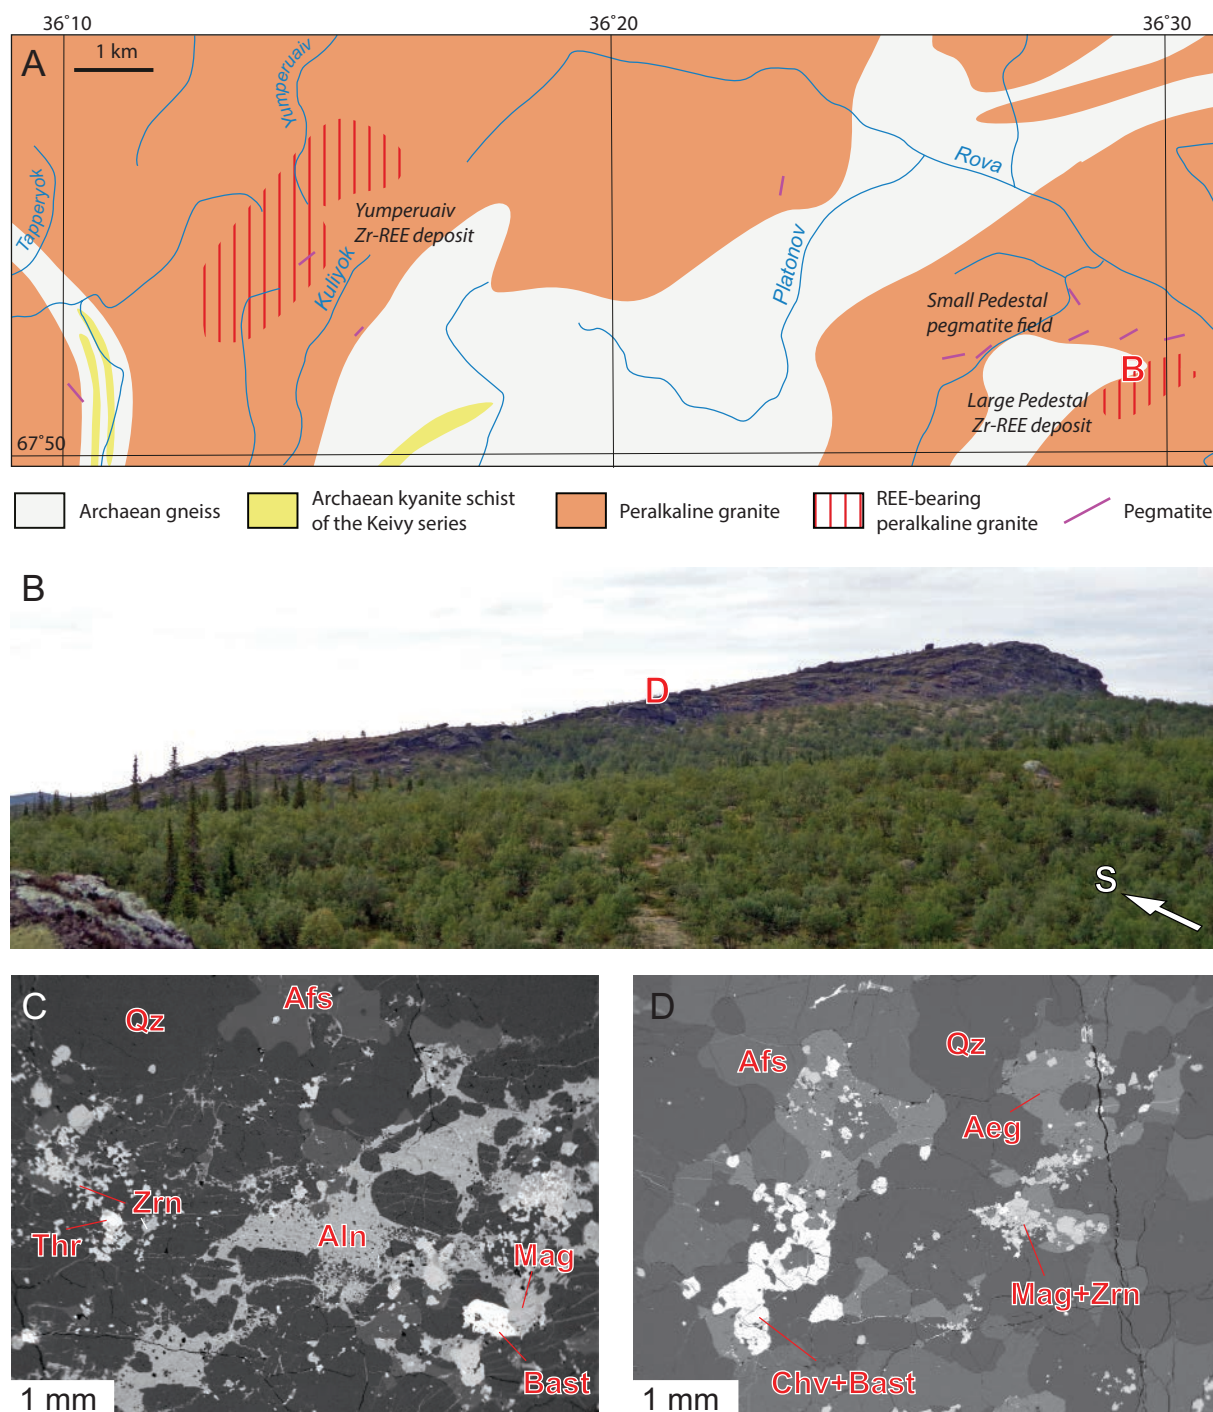 36°10
36°20
36°30
A
1 km
Yumperuaiv
Tapperyok
Rova
Yumperuaiv
Zr-REE deposit
Kuliyok
Platonov
Small Pedestal
pegmatite field
B
Large Pedestal
Zr-REE deposit
67°50
Archaean gneiss
Archaean kyanite schist
of the Keivy series
Peralkaline granite
REE-bearing
peralkaline granite
Pegmatite
B
D
S
C
Afs
Qz
Zrn
Thr
Aln
Mag
Bast
1 mm
D
Afs
Qz
Aeg
Mag+Zrn
Chv+Bast
1 mm